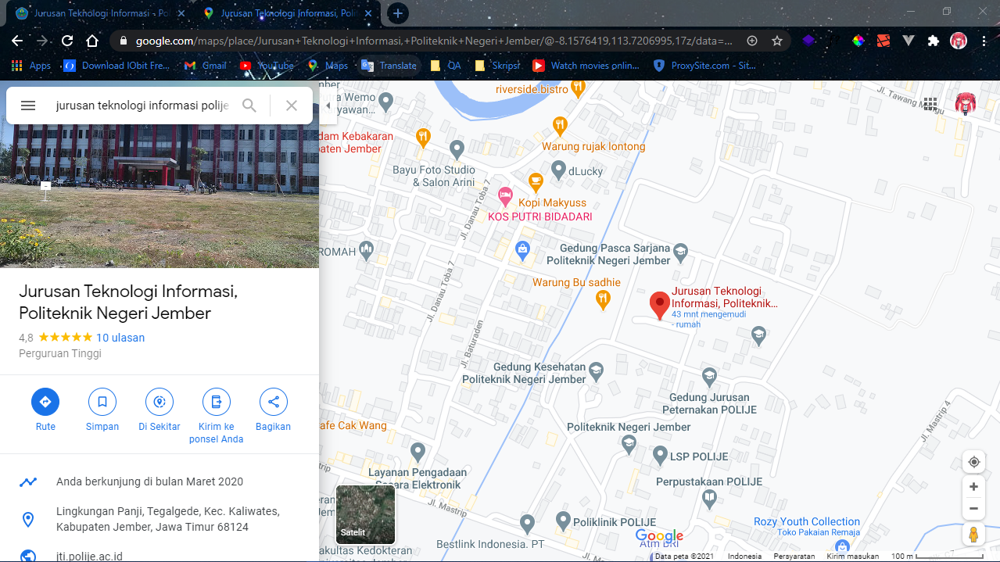 Jurusan Teknologi Informasi - Pol
Jurusan Teknologi Informasi, Polit
google.com/maps/place/Jurusan+Teknologi+Informasi,+Politeknik+Negeri+Jember/@-8.1576419,113.7206995,17z/data=...
Apps
Download IObit Fre...
Gmail
YouTube
Maps
Translate
QA
Skripsi
Watch movies onlin...
ProxySite.com - Sit...
jurusan teknologi informasi polije
Jurusan Teknologi Informasi,
Politeknik Negeri Jember
4,8
10 ulasan
Perguruan Tinggi
Rute
Simpan
Di Sekitar
Kirim ke
ponsel Anda
Bagikan
Anda berkunjung di bulan Maret 2020
Lingkungan Panji, Tegalgede, Kec. Kaliwates,
Kabupaten Jember, Jawa Timur 68124
jti.polije.ac.id
riverside.bistro
Jl. Tawang Mangu
Wemo
dam Kebakaran
paten Jember
Warung rujak lontong
Bayu Foto Studio
& Salon Arini
dLucky
Kopi Makyuss
KOS PUTRI BIDADARI
Jl. Danau Toba 7
ROMAH
Gedung Pasca Sarjana
Politeknik Negeri Jember
Warung Bu sadhie
Jl. Danau Toba 7
Jurusan Teknologi
Informasi, Politeknik...
43 mnt mengemudi
- rumah
Jl. Baturaden
Gedung Kesehatan
Politeknik Negeri Jember
Gedung Jurusan
Peternakan POLIJE
Jl. Mastrip 4
afe Cak Wang
Politeknik Negeri Jember
LSP POLIJE
Layanan Pengadaan
Secara Elektronik
Perpustakaan POLIJE
Jl. Mastrip
Poliklinik POLIJE
Rozy Youth Collection
Toko Pakaian Remaja
Satelit
Bestlink Indonesia. PT
Google
Atm BRI
Fakultas Kedokteran
Data peta ©2021
Indonesia
Persyaratan
Kirim masukan
100 m